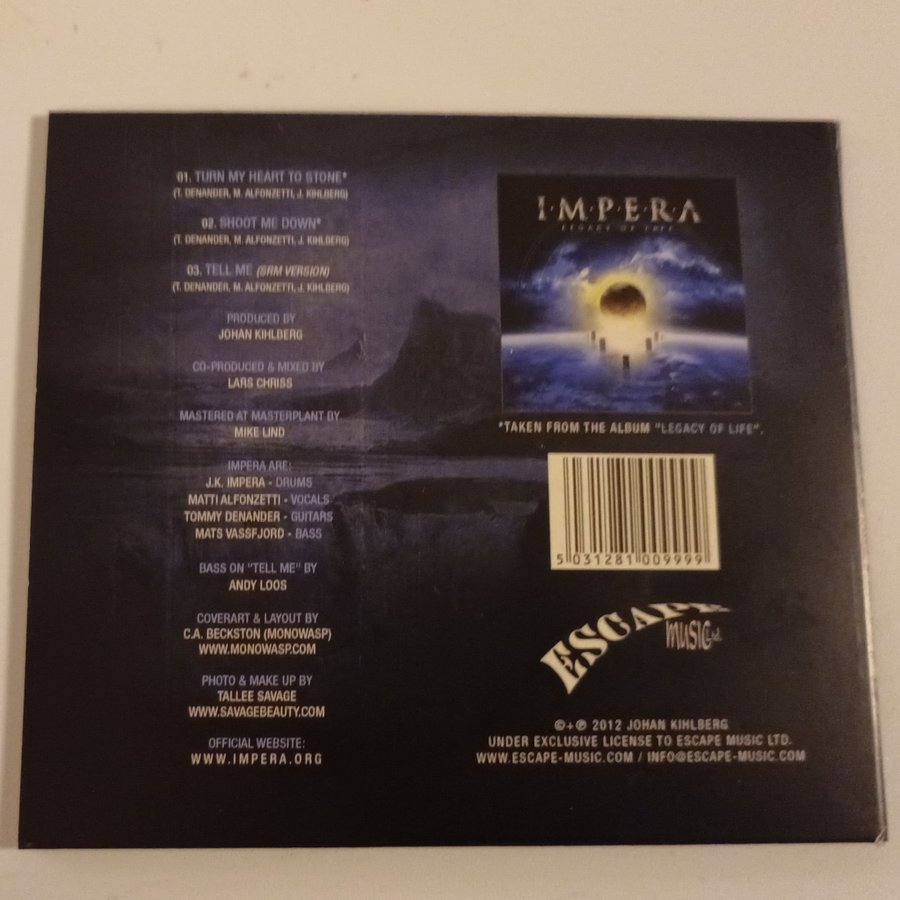 01. TURN MY HEART TO STONE*
(T. DENANDER, M. ALFONZETTI, J. KIHLBERG)
02. SHOOT ME DOWN*
(T. DENANDER, M. ALFONZETTI, J. KIHLBERG)
03. TELL ME (SRM VERSION)
(T. DENANDER, M. ALFONZETTI, J. KIHLBERG)
PRODUCED BY
JOHAN KIHLBERG
CO-PRODUCED & MIXED BY
LARS CHRISS
MASTERED AT MASTERPLANT BY
MIKE LIND
IMPERA ARE:
J.K. IMPERA - DRUMS
MATTI ALFONZETTI - VOCALS
TOMMY DENANDER - GUITARS
MATS VASSFJORD - BASS
BASS ON "TELL ME" BY
ANDY LOOS
COVERART & LAYOUT BY
C.A. BECKSTON (MONOWASP)
WWW.MONOWASP.COM
PHOTO & MAKE UP BY
TALLEE SAVAGE
WWW.SAVAGEBEAUTY.COM
OFFICIAL WEBSITE:
WWW.IMPERA.ORG
I·M·P·E·R·A
LEGACY OF LIFE
*TAKEN FROM THE ALBUM "LEGACY OF LIFE".
5 031281 009999
ESCAPE
music Ltd.
©+℗ 2012 JOHAN KIHLBERG
UNDER EXCLUSIVE LICENSE TO ESCAPE MUSIC LTD.
WWW.ESCAPE-MUSIC.COM / INFO@ESCAPE-MUSIC.COM